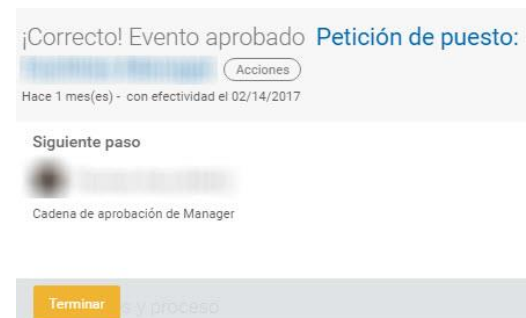 ¡Correcto! Evento aprobado Petición de puesto:
Acciones
Hace 1 mes(es) - con efectividad el 02/14/2017
Siguiente paso
Cadena de aprobación de Manager
Terminar y proceso